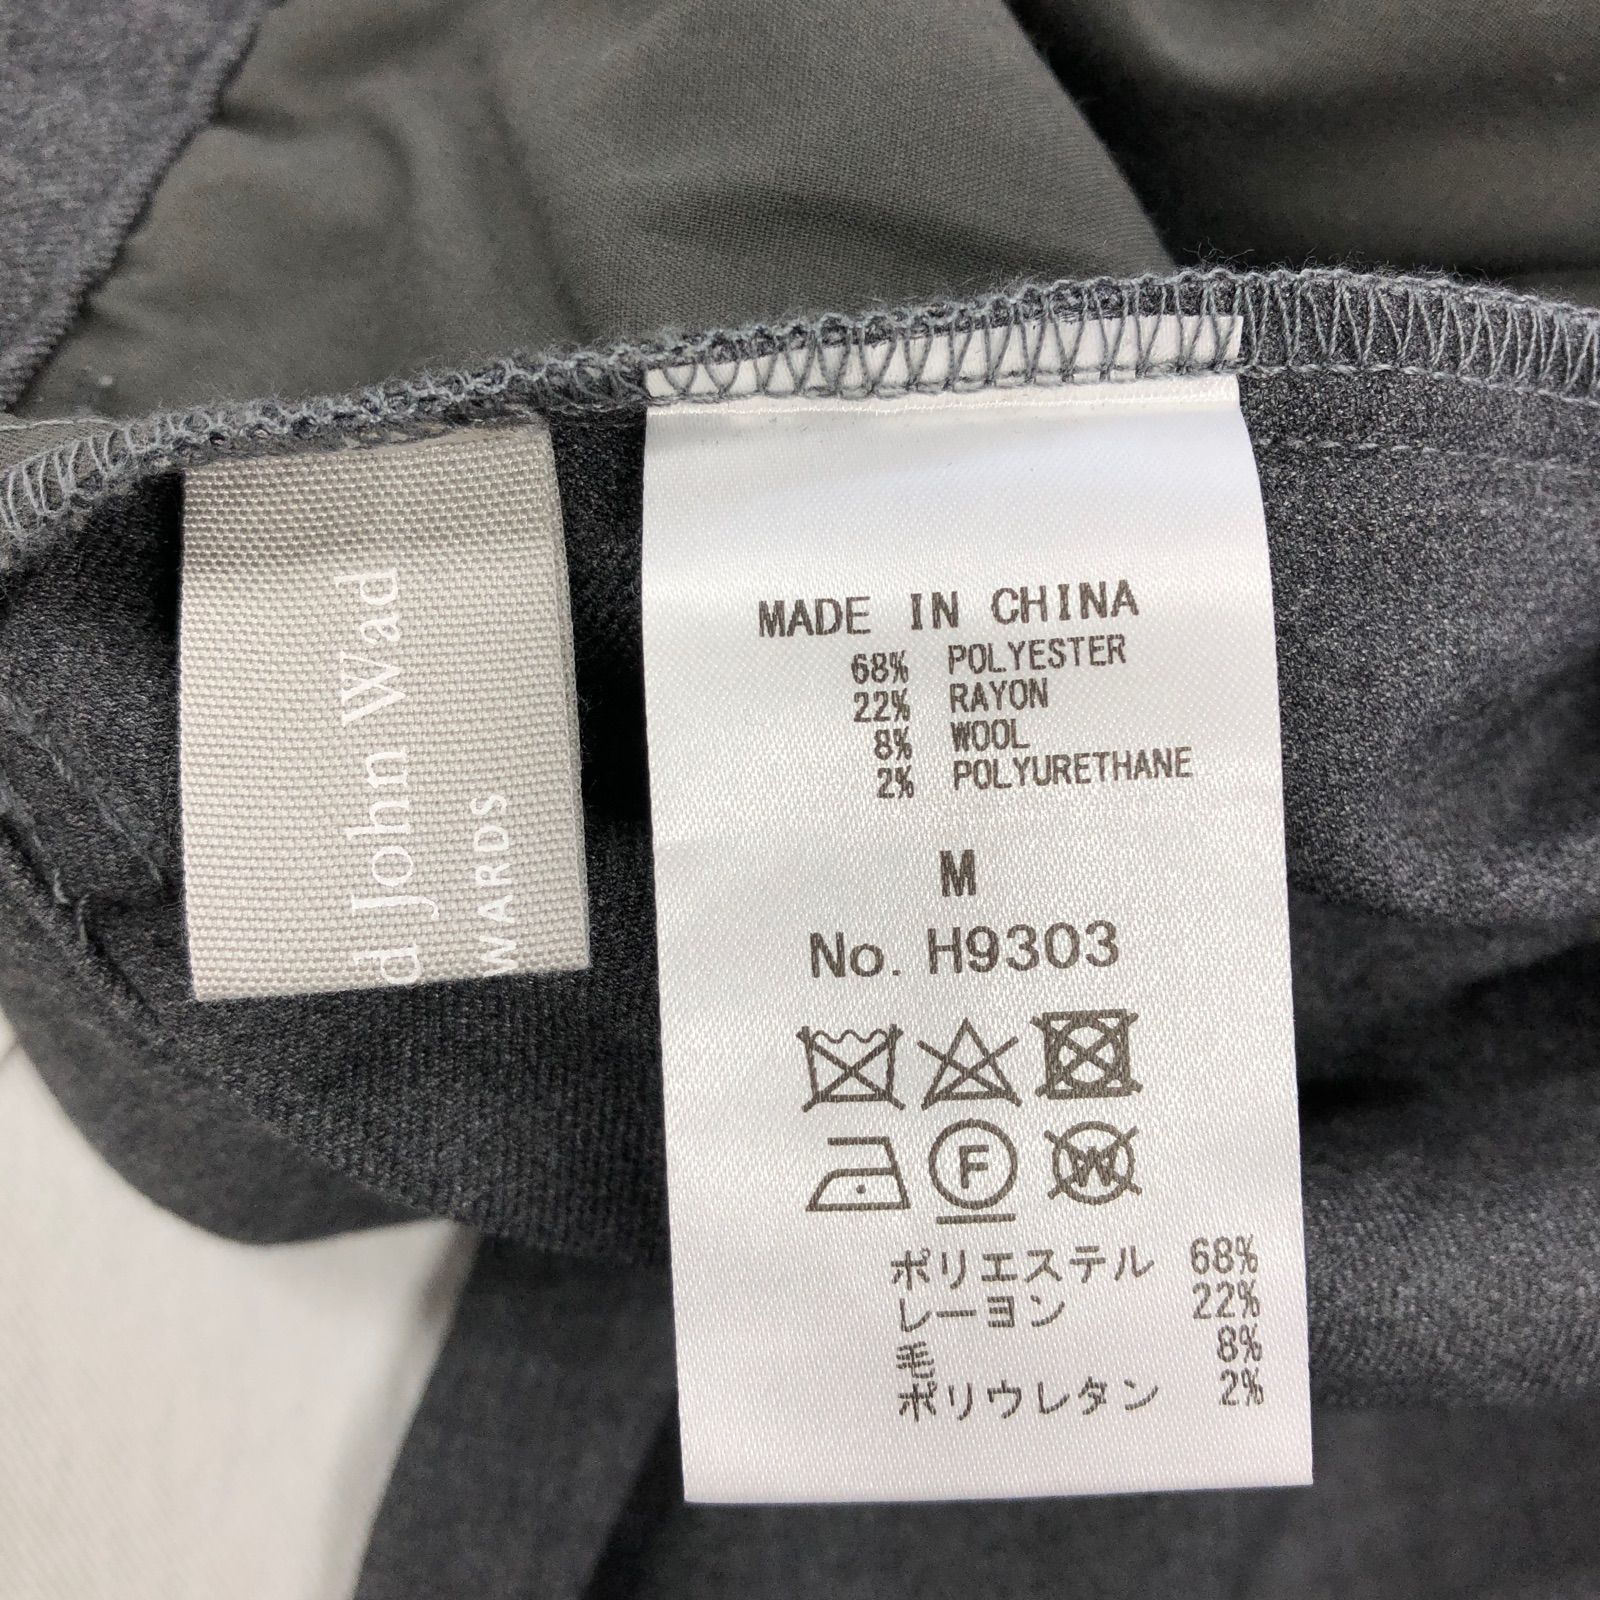 d John Wad
WARDS
MADE IN CHINA
68% POLYESTER
22% RAYON
8% WOOL
2% POLYURETHANE
M
No. H9303
F
W
ポリエステル 68%
レーヨン 22%
毛 8%
ポリウレタン 2%